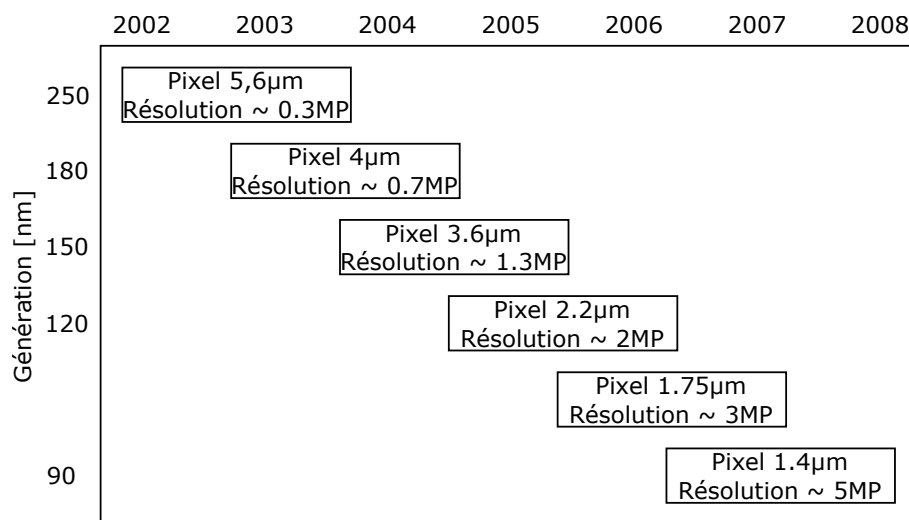 2002 2003 2004 2005 2006 2007 2008
Génération [nm]
250
Pixel 5,6µm
Résolution ~ 0.3MP
180
Pixel 4µm
Résolution ~ 0.7MP
150
Pixel 3.6µm
Résolution ~ 1.3MP
120
Pixel 2.2µm
Résolution ~ 2MP
Pixel 1.75µm
Résolution ~ 3MP
90
Pixel 1.4µm
Résolution ~ 5MP